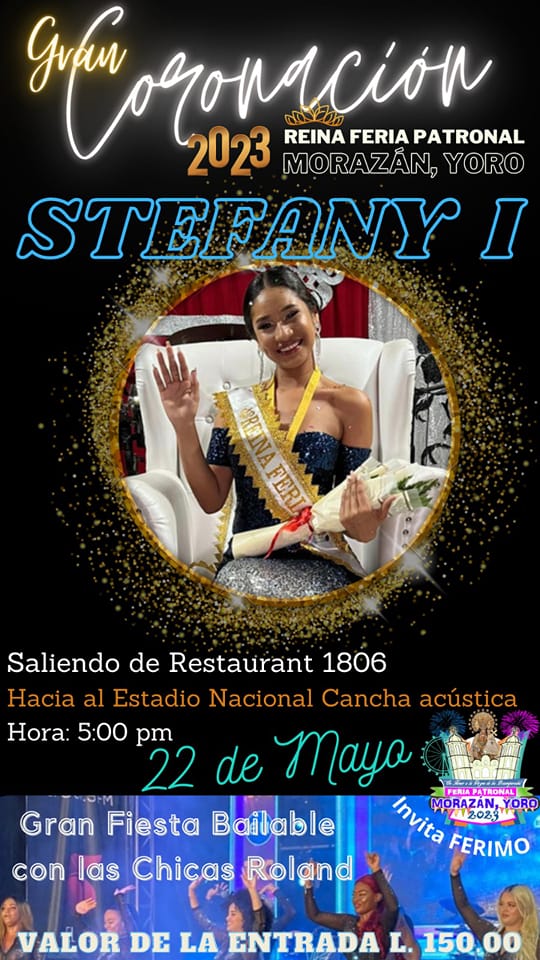 Gran
Coronación
2023
REINA FERIA PATRONAL
MORAZÁN, YORO
STEFANY I
REINA FERI
Saliendo de Restaurant 1806
Hacia al Estadio Nacional Cancha acústica
Hora: 5:00 pm
22 de Mayo
FERIA PATRONAL
MORAZAN, YORO
2023
Invita FERIMO
Gran Fiesta Bailable
con las Chicas Roland
VALOR DE LA ENTRADA L. 150.00